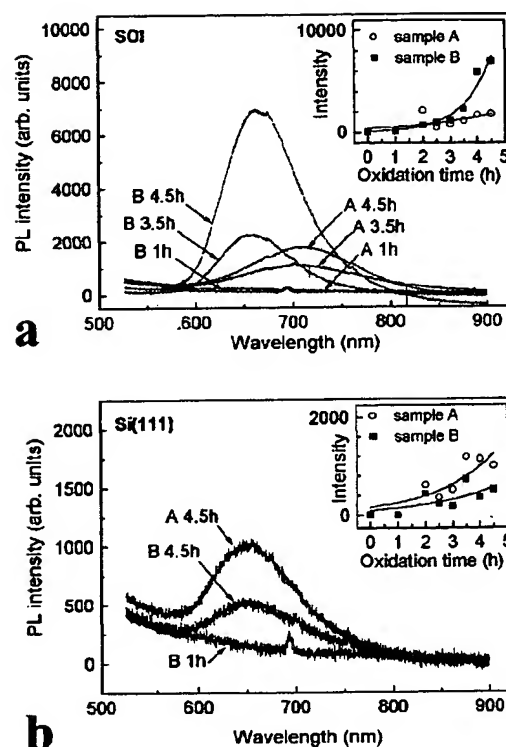 SOI
10000
8000
6000
4000
2000
0
PL intensity (arb. units)
500
600
700
800
900
Wavelength (nm)
B 4.5h
B 3.5h
B 1h
A 4.5h
A 3.5h
A 1h
10000
0
Intensity
sample A
sample B
0 1 2 3 4 5
Oxidation time (h)
a
Si(111)
2000
1750
1500
1250
1000
750
500
250
0
PL intensity (arb. units)
500
600
700
800
900
Wavelength (nm)
A 4.5h
B 4.5h
B 1h
2000
0
Intensity
sample A
sample B
0 1 2 3 4 5
Oxidation time (h)
b